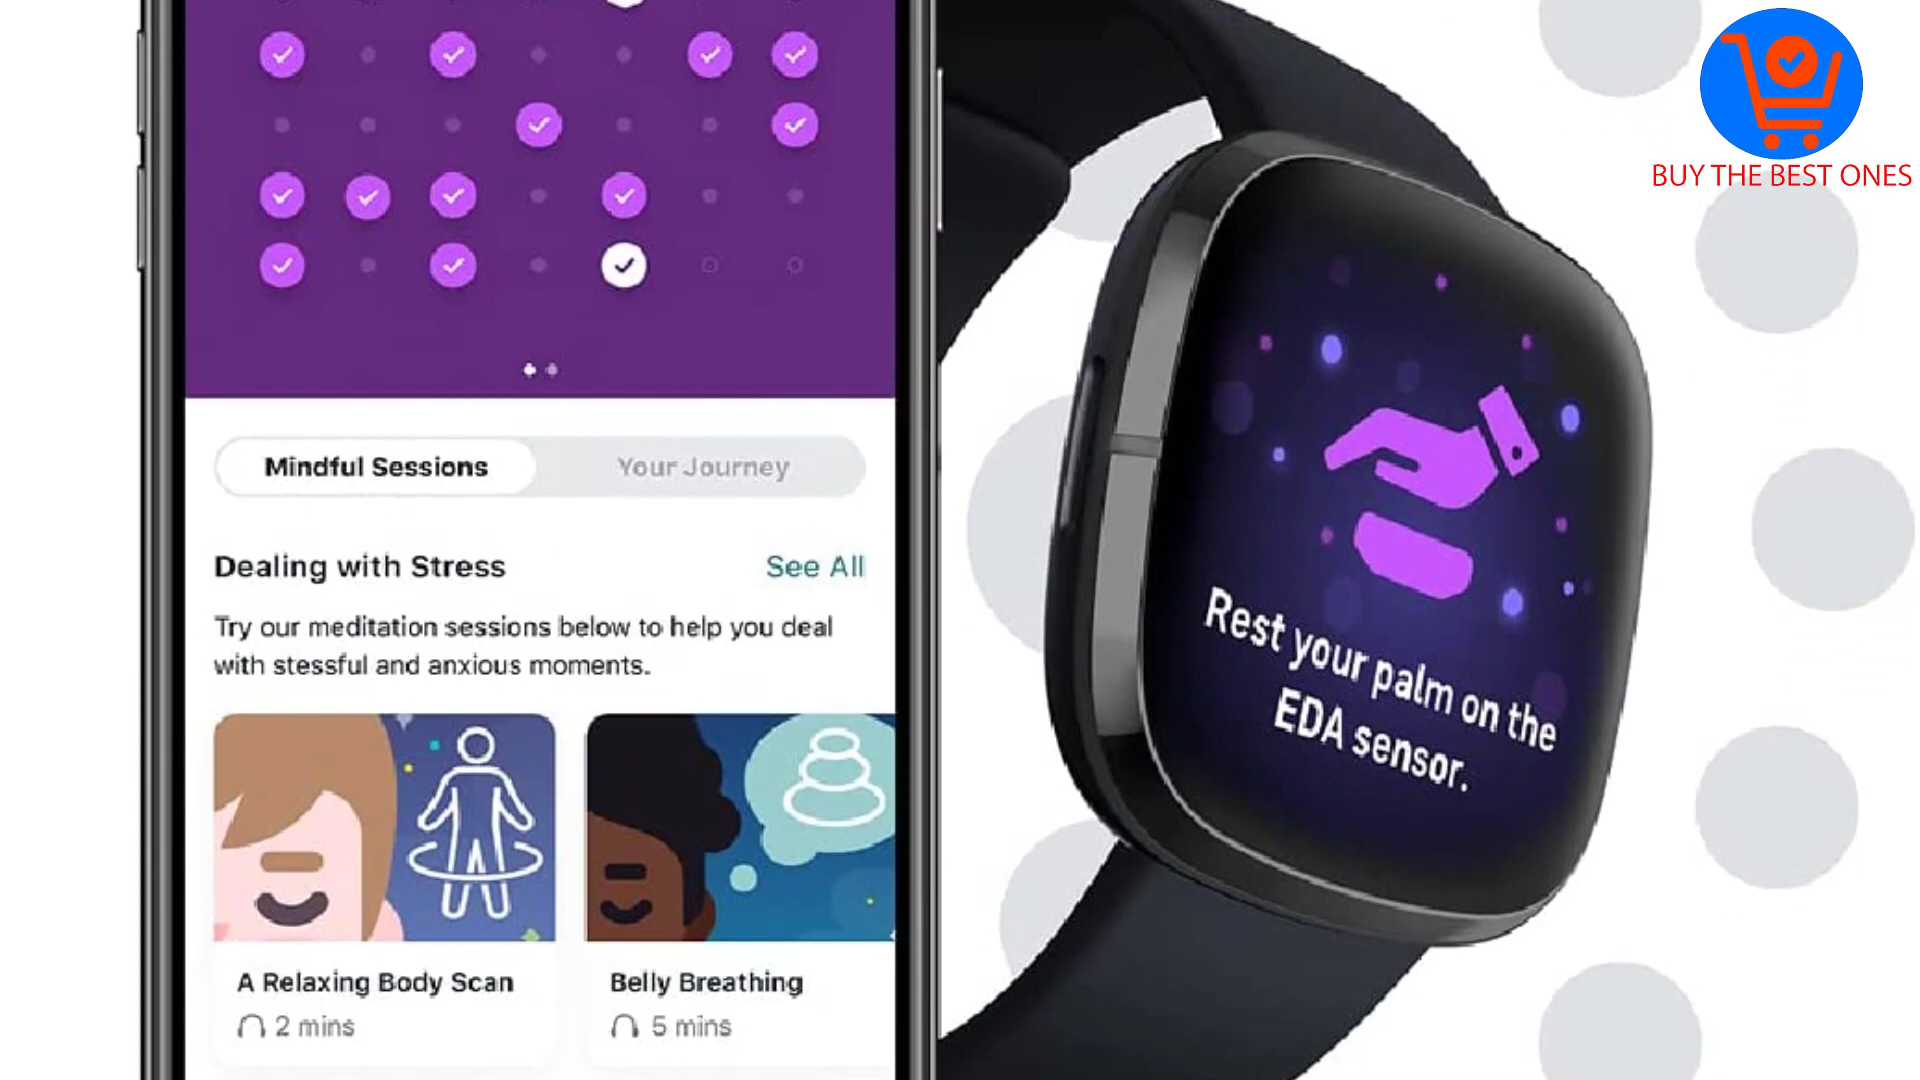 BUY THE BEST ONES
Mindful Sessions
Your Journey
Dealing with Stress
See All
Try our meditation sessions below to help you deal
with stessful and anxious moments.
A Relaxing Body Scan
2 mins
Belly Breathing
5 mins
Rest your palm on the
EDA sensor.